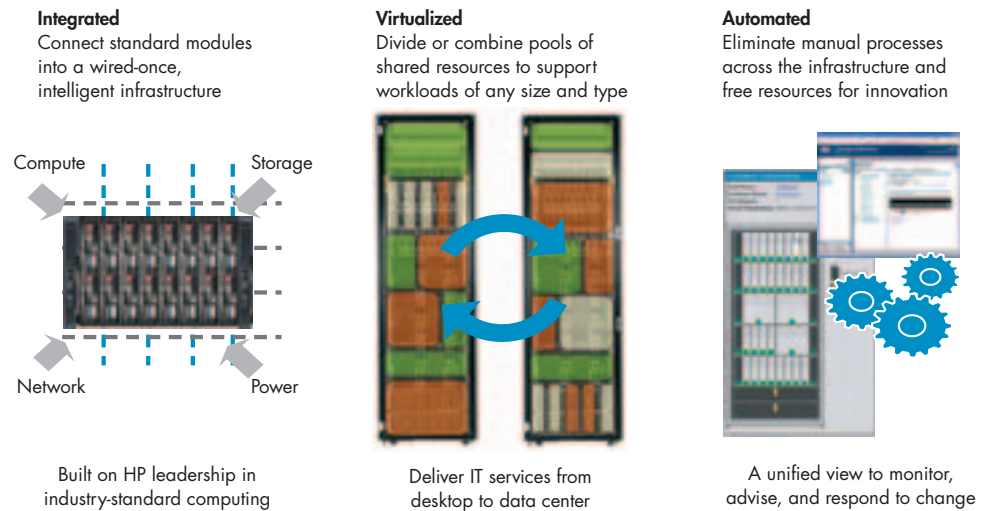 Integrated
Connect standard modules
into a wired-once,
intelligent infrastructure
Compute
Storage
Network
Power
Built on HP leadership in
industry-standard computing
Virtualized
Divide or combine pools of
shared resources to support
workloads of any size and type
Deliver IT services from
desktop to data center
Automated
Eliminate manual processes
across the infrastructure and
free resources for innovation
A unified view to monitor,
advise, and respond to change